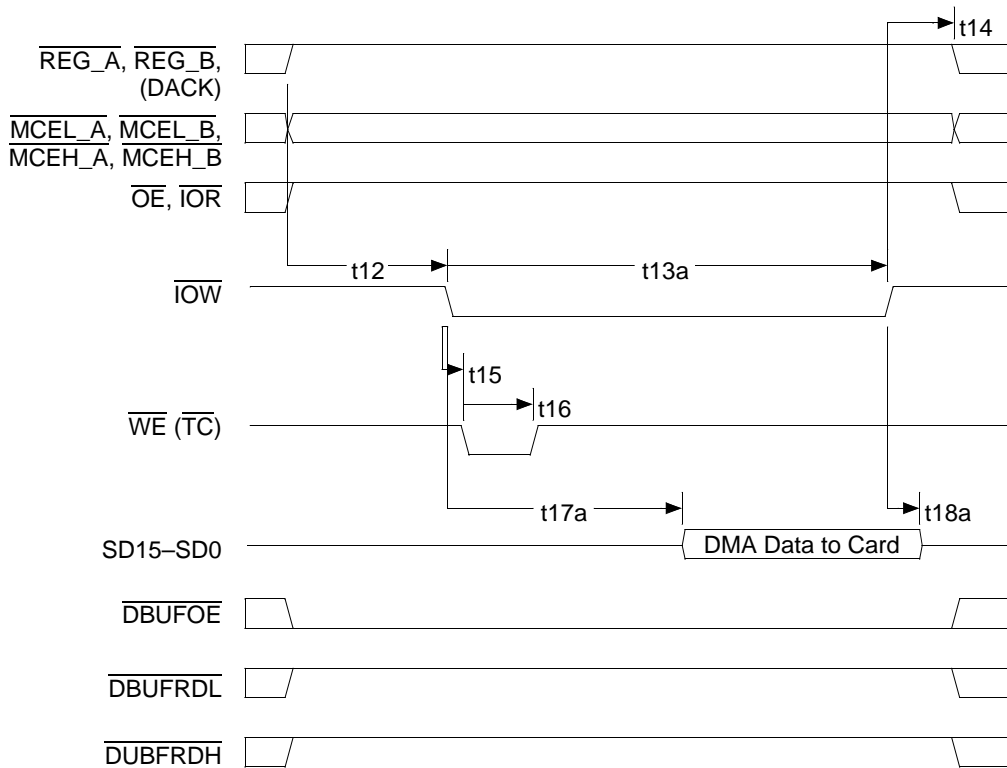 t14
REG_A, REG_B,
(DACK)
MCEL_A, MCEL_B,
MCEH_A, MCEH_B
OE, IOR
t12
t13a
IOW
t15
t16
WE (TC)
t17a
t18a
SD15–SD0
DMA Data to Card
DBUFOE
DBUFRDL
DUBFRDH